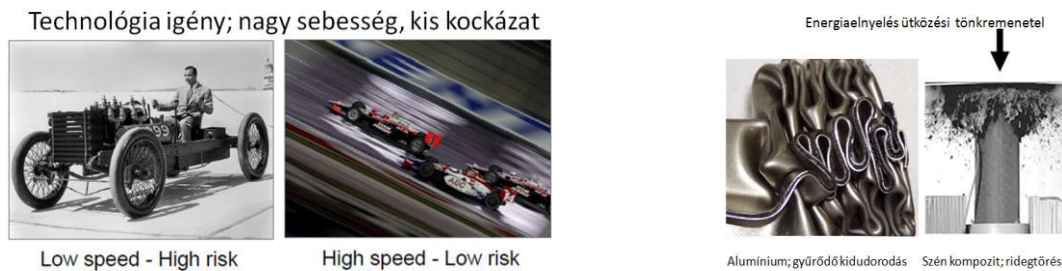 Technológia igény; nagy sebesség, kis kockázat
Low speed - High risk
High speed - Low risk
Energiaelnyelés ütközési tönkremenetel
Alumínium; gyűrődő kidudorodás
Szén kompozit; ridegtörés